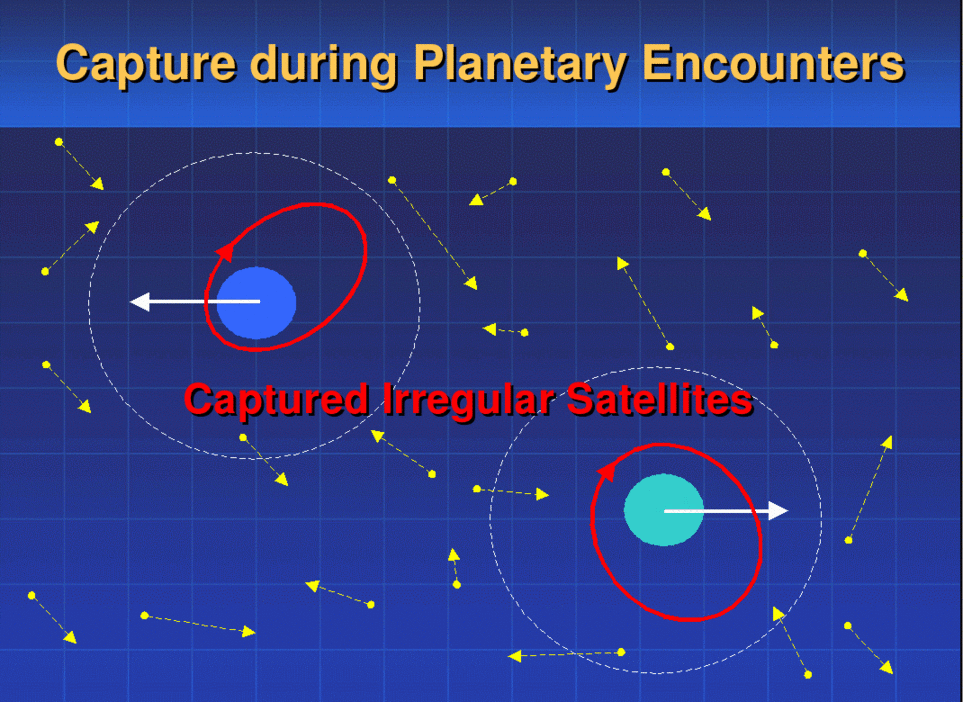 Capture during Planetary Encounters
Captured Irregular Satellites